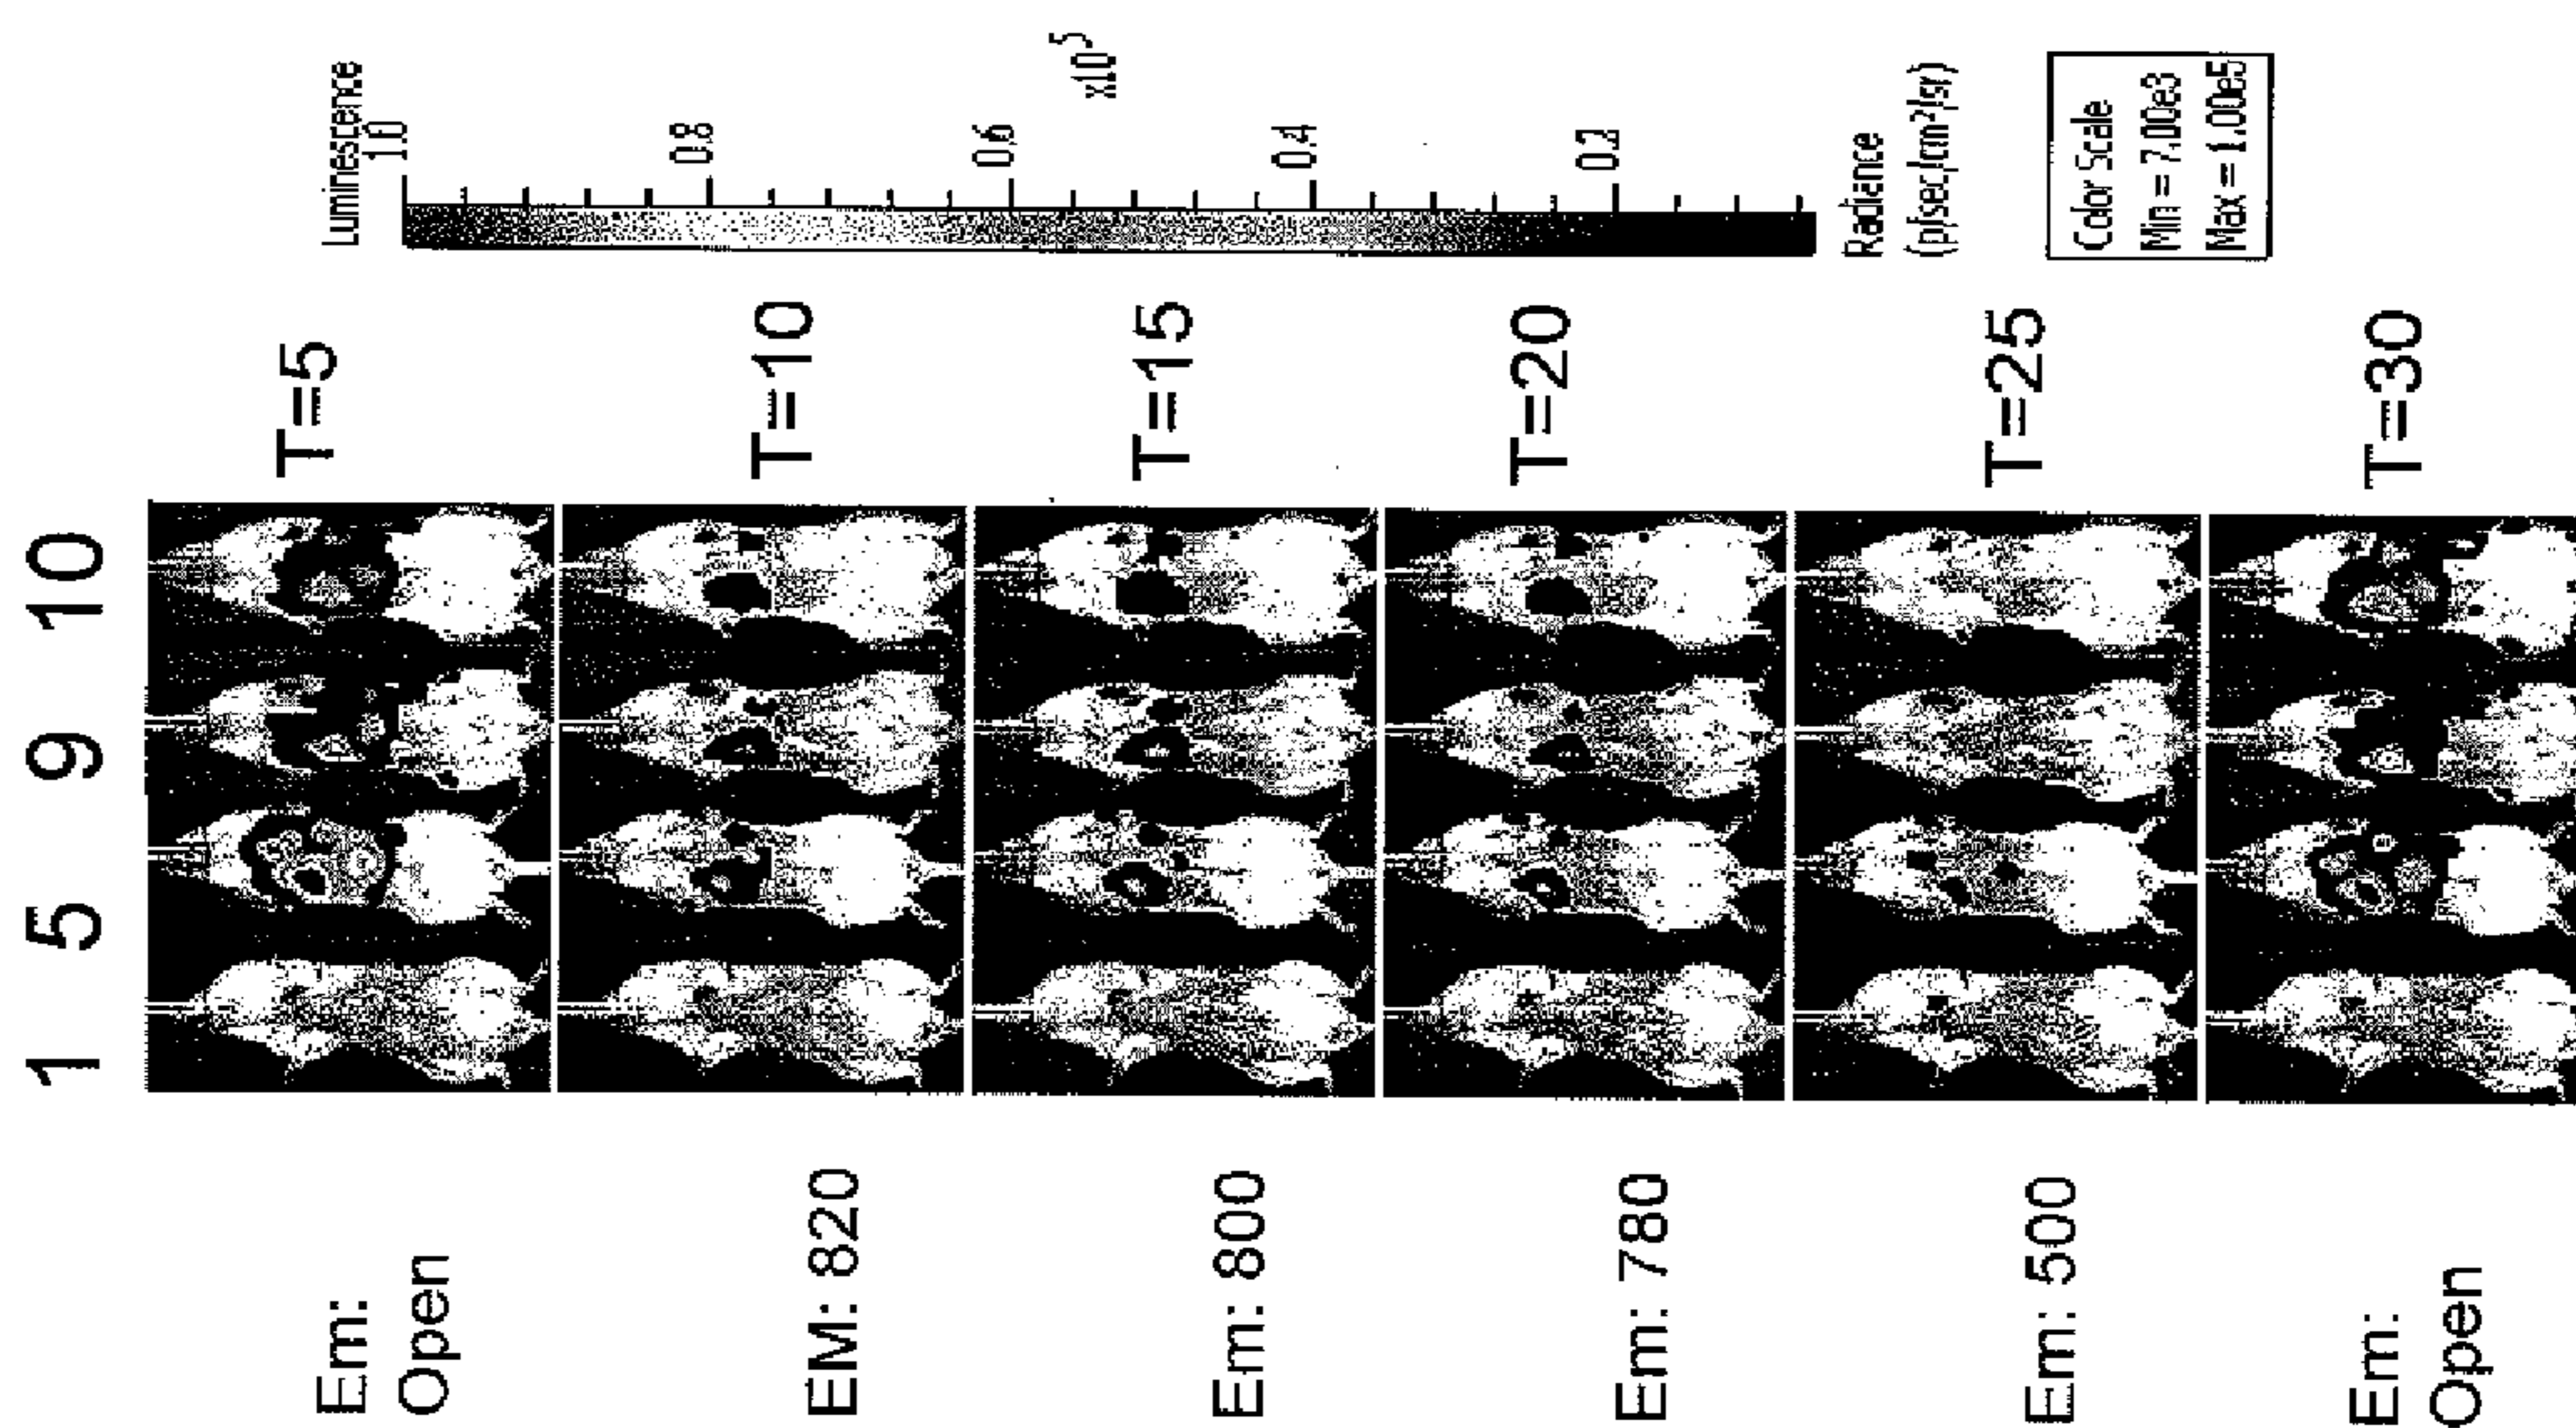 1 5 9 10
Em:
Open
T=5
EM: 820
T=10
Em: 800
T=15
Em: 780
T=20
Em: 500
T=25
Em:
Open
T=30
Luminescence
1.0
0.8
0.6
x10⁵
0.4
0.2
Radiance
(p/sec/cm²/sr)
Color Scale
Min = 7.00e3
Max = 1.00e5